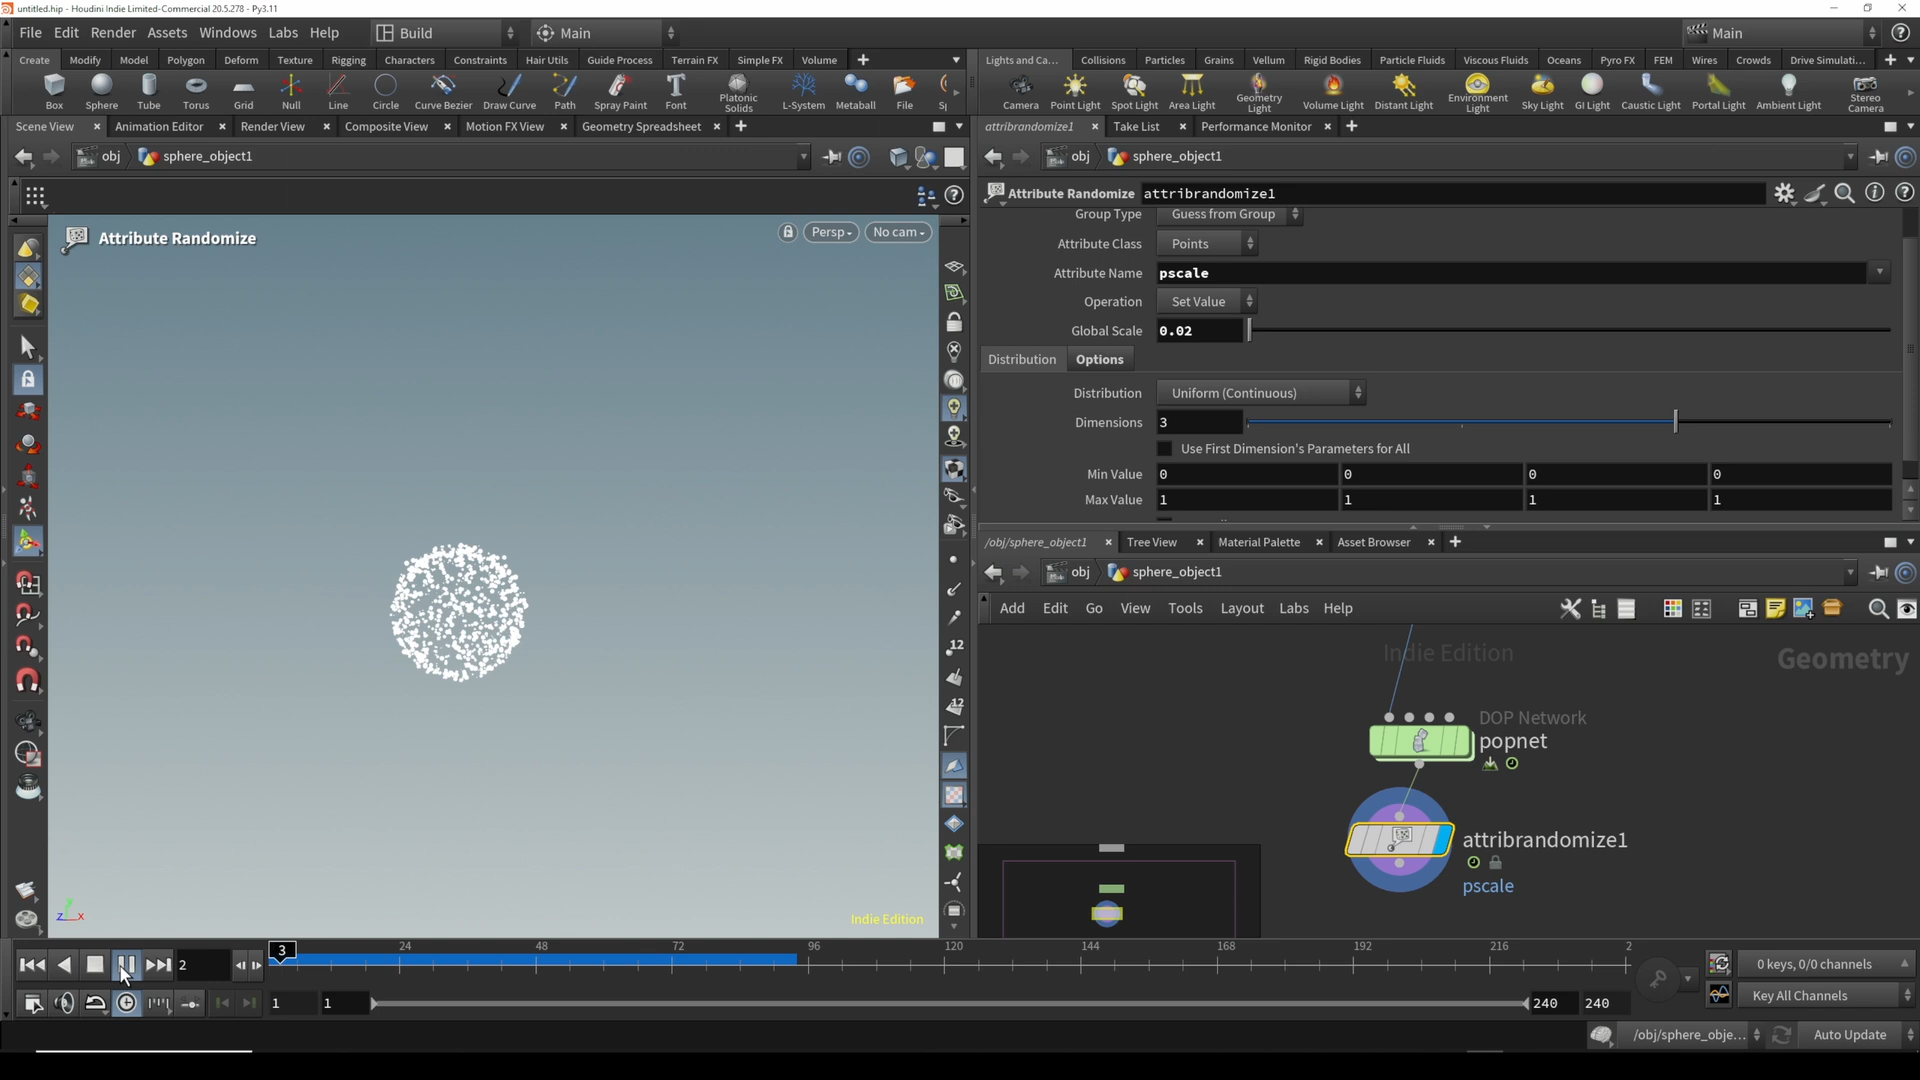 untitled.hip - Houdini Indie Limited-Commercial 20.5.278 - Py3.11
File Edit Render Assets Windows Labs Help Build Main Main
Create Modify Model Polygon Deform Texture Rigging Characters Constraints Hair Utils Guide Process Terrain FX Simple FX Volume
Lights and Ca... Collisions Particles Grains Vellum Rigid Bodies Particle Fluids Viscous Fluids Oceans Pyro FX FEM Wires Crowds Drive Simulati...
Box Sphere Tube Torus Grid Null Line Circle Curve Bezier Draw Curve Path Spray Paint Font Platonic Solids L-System Metaball File
Camera Point Light Spot Light Area Light Geometry Light Volume Light Distant Light Environment Light Sky Light GI Light Caustic Light Portal Light Ambient Light Stereo Camera
Scene View Animation Editor Render View Composite View Motion FX View Geometry Spreadsheet
attribrandomize1 Take List Performance Monitor
obj sphere_object1
obj sphere_object1
Attribute Randomize attribrandomize1
Attribute Randomize
Persp No cam
Group Type Guess from Group
Attribute Class Points
Attribute Name pscale
Operation Set Value
Global Scale 0.02
Distribution Options
Distribution Uniform (Continuous)
Dimensions 3
Use First Dimension's Parameters for All
Min Value 0 0 0 0
Max Value 1 1 1 1
/obj/sphere_object1 Tree View Material Palette Asset Browser
obj sphere_object1
Add Edit Go View Tools Layout Labs Help
Indie Edition
Geometry
DOP Network
popnet
attribrandomize1
pscale
12
12
z x
Indie Edition
3 24 48 72 96 120 144 168 192 216 2
2
0 keys, 0/0 channels
1 1 240 240
Key All Channels
/obj/sphere_obje... Auto Update